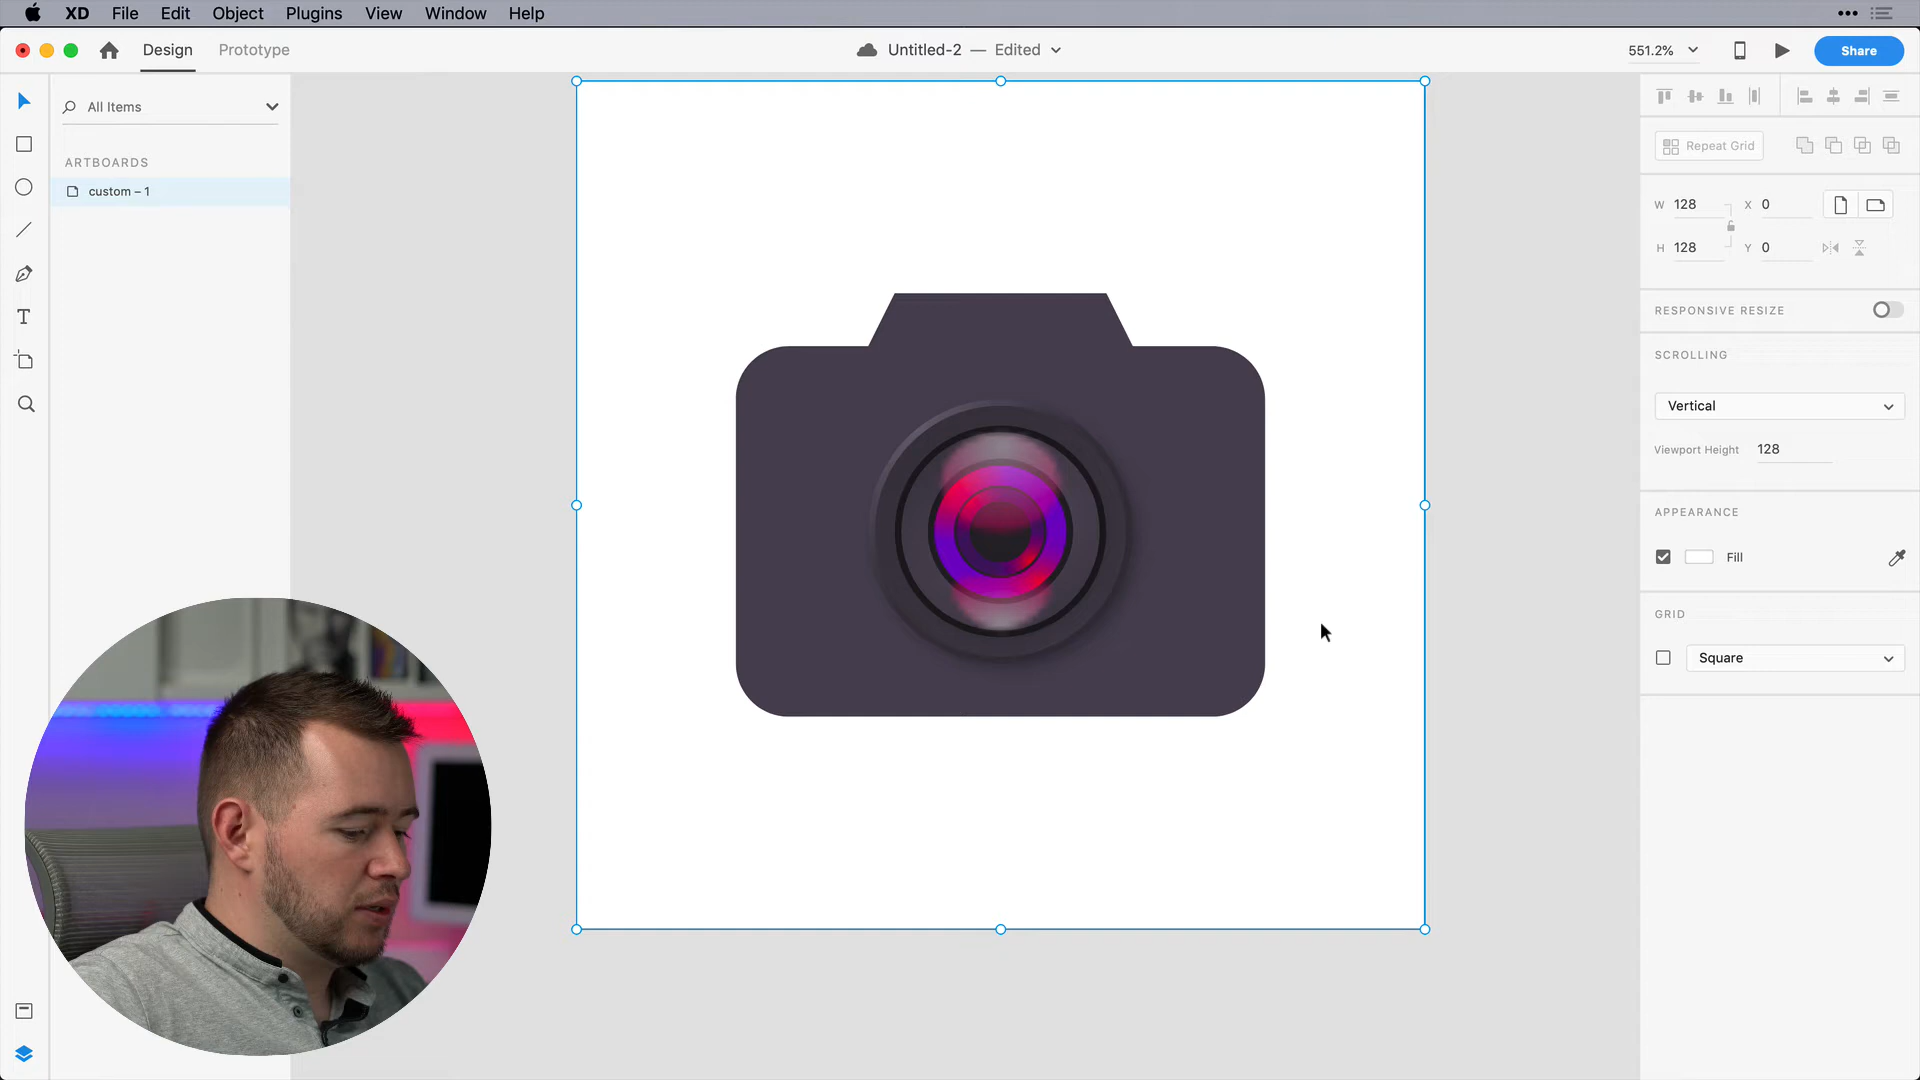 XD File Edit Object Plugins View Window Help
Design Prototype Untitled-2 — Edited 551.2% Share
All Items
ARTBOARDS
custom – 1
T
Repeat Grid
W 128 X 0
H 128 Y 0
RESPONSIVE RESIZE
SCROLLING
Vertical
Viewport Height 128
APPEARANCE
Fill
GRID
Square